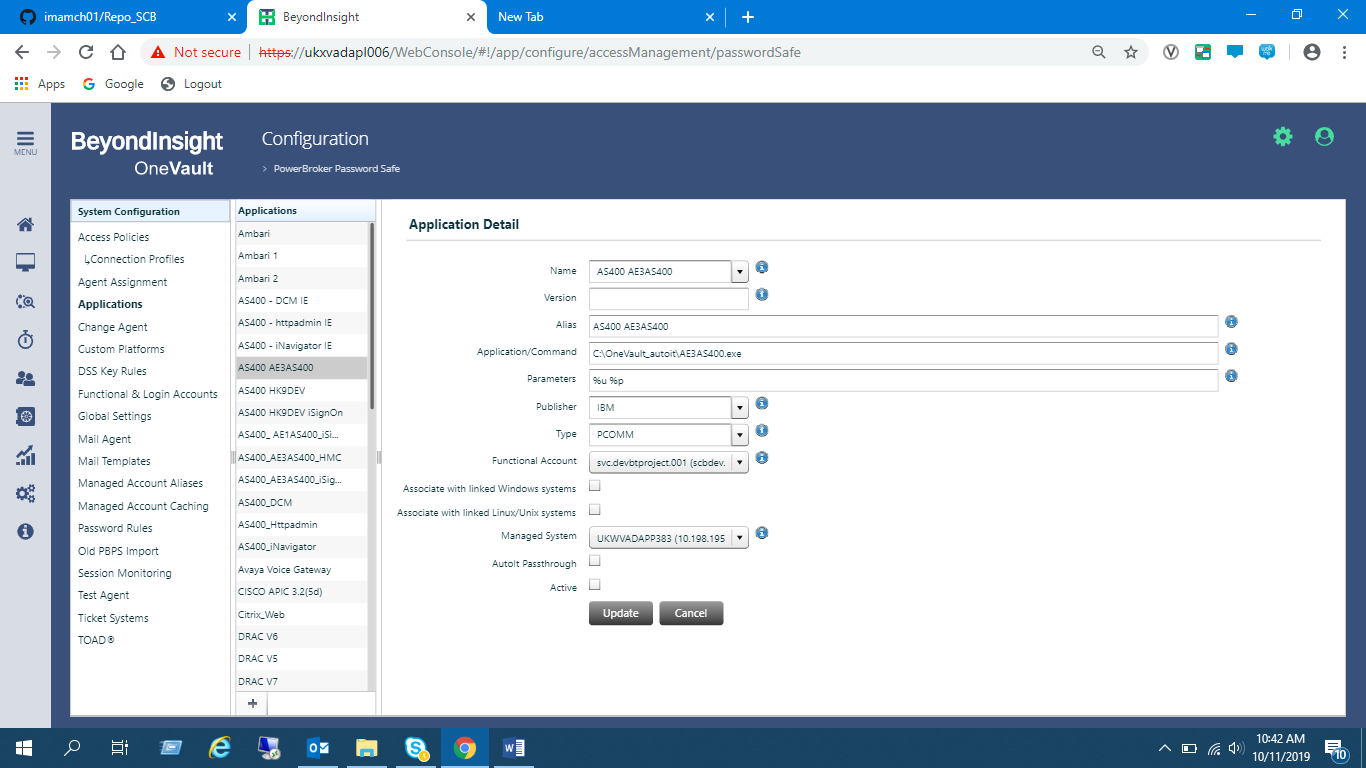 imamch01/Repo_SCB
BeyondInsight
New Tab
Not secure https://ukxvadapl006/WebConsole/#!/app/configure/accessManagement/passwordSafe
Apps Google Logout
MENU
BeyondInsight
OneVault
Configuration
> PowerBroker Password Safe
System Configuration
Access Policies
↳Connection Profiles
Agent Assignment
Applications
Change Agent
Custom Platforms
DSS Key Rules
Functional & Login Accounts
Global Settings
Mail Agent
Mail Templates
Managed Account Aliases
Managed Account Caching
Password Rules
Old PBPS Import
Session Monitoring
Test Agent
Ticket Systems
TOAD®
Applications
Ambari
Ambari 1
Ambari 2
AS400 - DCM IE
AS400 - httpadmin IE
AS400 - iNavigator IE
AS400 AE3AS400
AS400 HK9DEV
AS400 HK9DEV iSignOn
AS400_ AE1AS400_iSi...
AS400_AE3AS400_HMC
AS400_AE3AS400_iSig...
AS400_DCM
AS400_Httpadmin
AS400_iNavigator
Avaya Voice Gateway
CISCO APIC 3.2(5d)
Citrix_Web
DRAC V6
DRAC V5
DRAC V7
+
Application Detail
Name AS400 AE3AS400
Version
Alias AS400 AE3AS400
Application/Command C:\OneVault_autoit\AE3AS400.exe
Parameters %u %p
Publisher IBM
Type PCOMM
Functional Account svc.devbtproject.001 (scbdev.
Associate with linked Windows systems
Associate with linked Linux/Unix systems
Managed System UKWVADAPP383 (10.198.195
AutoIt Passthrough
Active
Update Cancel
10:42 AM
10/11/2019
10